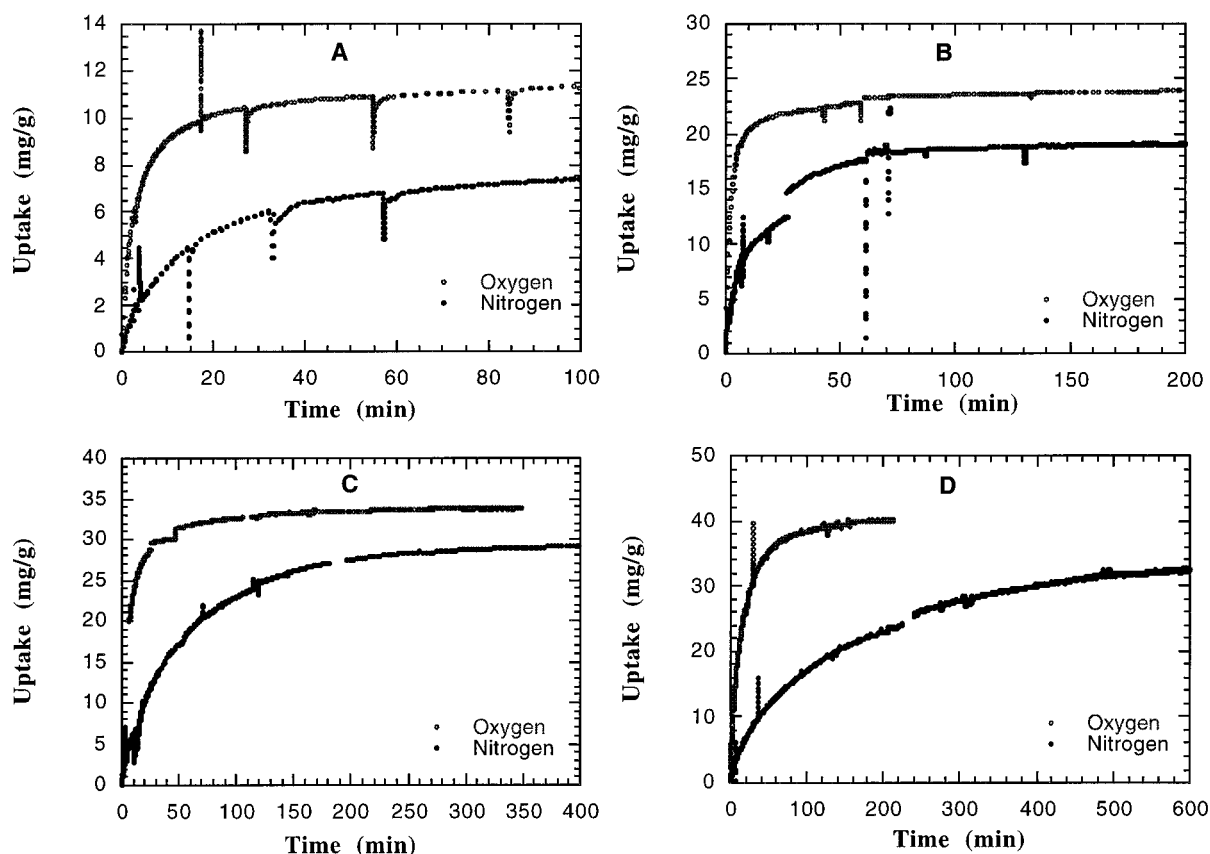 A
Uptake (mg/g)
14
12
10
8
6
4
2
0
0 20 40 60 80 100
Time (min)
Oxygen
Nitrogen
B
Uptake (mg/g)
30
25
20
15
10
5
0
0 50 100 150 200
Time (min)
Oxygen
Nitrogen
C
Uptake (mg/g)
40
35
30
25
20
15
10
5
0
0 50 100 150 200 250 300 350 400
Time (min)
Oxygen
Nitrogen
D
Uptake (mg/g)
50
40
30
20
10
0
0 100 200 300 400 500 600
Time (min)
Oxygen
Nitrogen